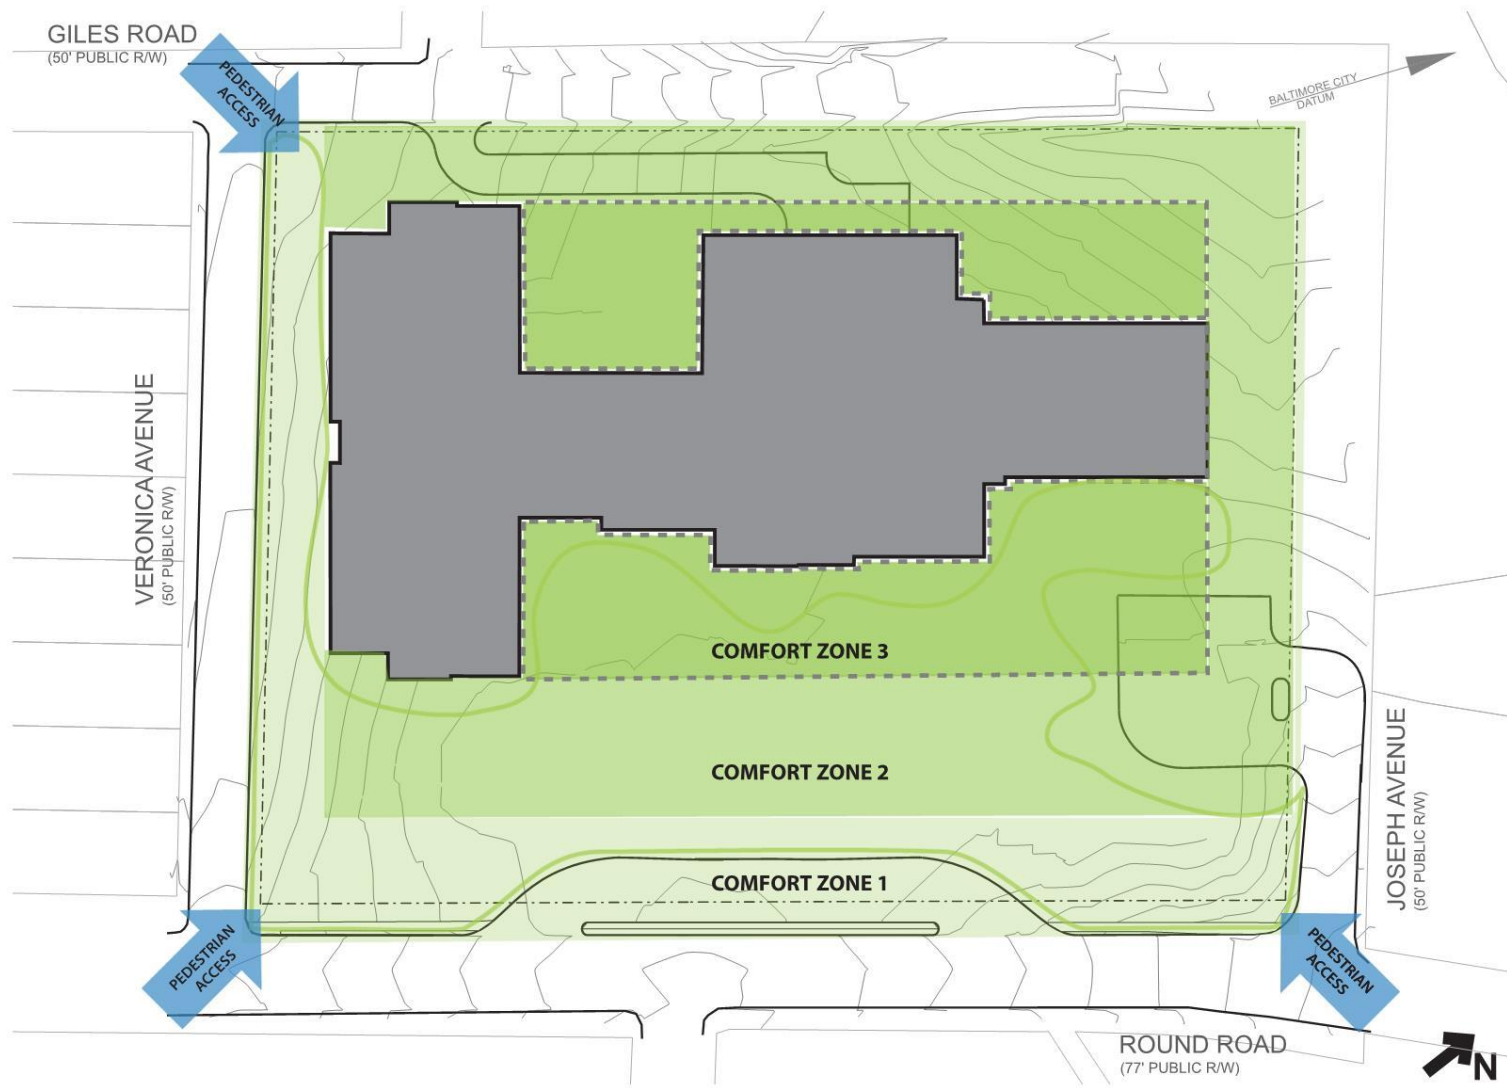 GILES ROAD
(50' PUBLIC R/W)
PEDESTRIAN
ACCESS
BALTIMORE CITY
DATUM
VERONICA AVENUE
(50' PUBLIC R/W)
COMFORT ZONE 3
COMFORT ZONE 2
COMFORT ZONE 1
JOSEPH AVENUE
(50' PUBLIC R/W)
PEDESTRIAN
ACCESS
PEDESTRIAN
ACCESS
ROUND ROAD
(77' PUBLIC R/W)
N